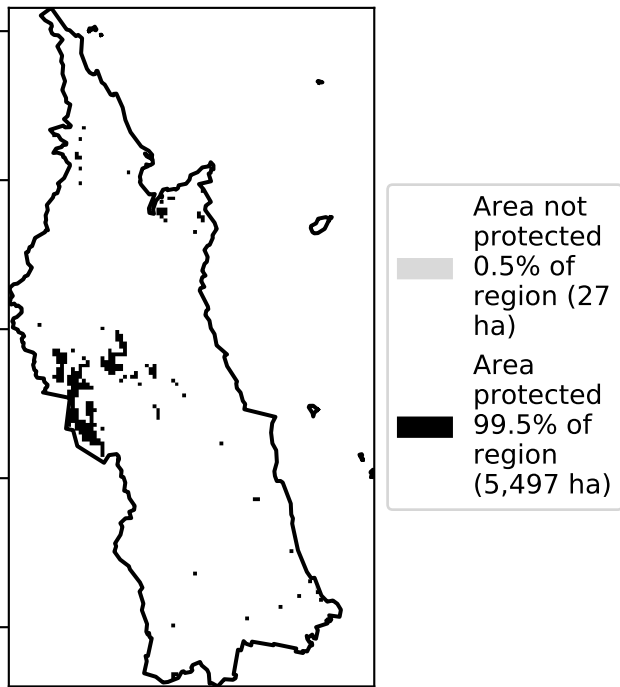 Area not
protected
0.5% of
region (27
ha)
Area
protected
99.5% of
region
(5,497 ha)